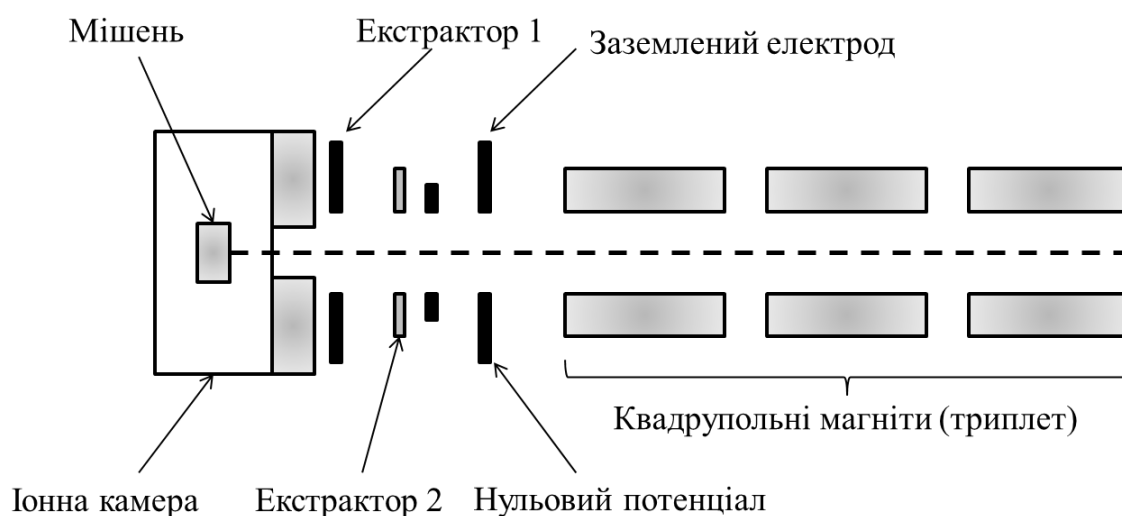 Мішень
Екстрактор 1
Заземлений електрод
Квадрупольні магніти (триплет)
Іонна камера
Екстрактор 2
Нульовий потенціал